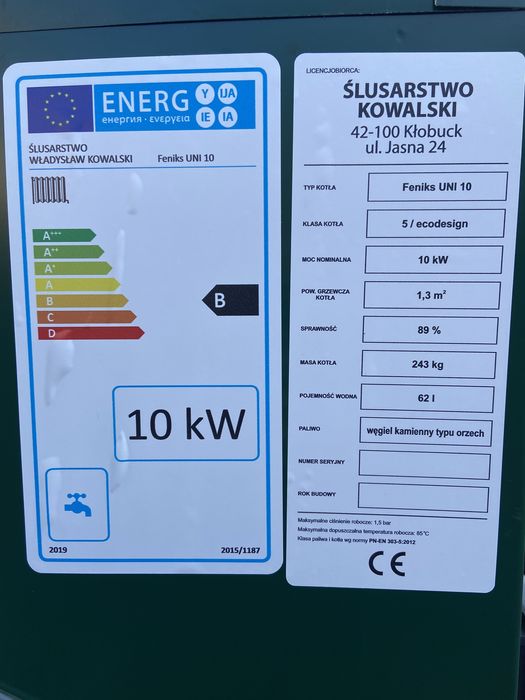 ENERG
Y
IJA
IE
IA
енергия · ενεργεια
ŚLUSARSTWO
WŁADYSŁAW KOWALSKI Feniks UNI 10
A+++
A++
A+
A
B
C
D
B
10 kW
2019
2015/1187
LICENCJOBIORCA:
ŚLUSARSTWO
KOWALSKI
42-100 Kłobuck
ul. Jasna 24
TYP KOTŁA Feniks UNI 10
KLASA KOTŁA 5 / ecodesign
MOC NOMINALNA 10 kW
POW. GRZEWCZA
KOTŁA 1,3 m²
SPRAWNOŚĆ 89 %
MASA KOTŁA 243 kg
POJEMNOŚĆ WODNA 62 l
PALIWO węgiel kamienny typu orzech
NUMER SERYJNY
ROK BUDOWY
Maksymalne ciśnienie robocze: 1,5 bar
Maksymalna dopuszczalna temperatura robocza: 85°C
Klasa paliwa i kotła wg normy PN-EN 303-5:2012
CE